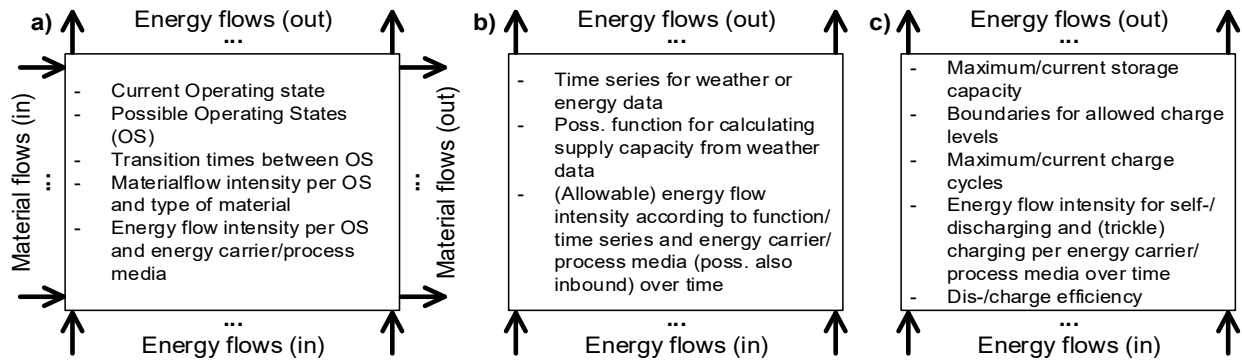 a)
Energy flows (out)
...
Material flows (in)
...
- Current Operating state
- Possible Operating States
(OS)
- Transition times between OS
- Materialflow intensity per OS
and type of material
- Energy flow intensity per OS
and energy carrier/process
media
Material flows (out)
...
...
Energy flows (in)
b)
Energy flows (out)
...
- Time series for weather or
energy data
- Poss. function for calculating
supply capacity from weather
data
- (Allowable) energy flow
intensity according to function/
time series and energy carrier/
process media (poss. also
inbound) over time
...
Energy flows (in)
c)
Energy flows (out)
...
- Maximum/current storage
capacity
- Boundaries for allowed charge
levels
- Maximum/current charge
cycles
- Energy flow intensity for self-/
discharging and (trickle)
charging per energy carrier/
process media over time
- Dis-/charge efficiency
...
Energy flows (in)